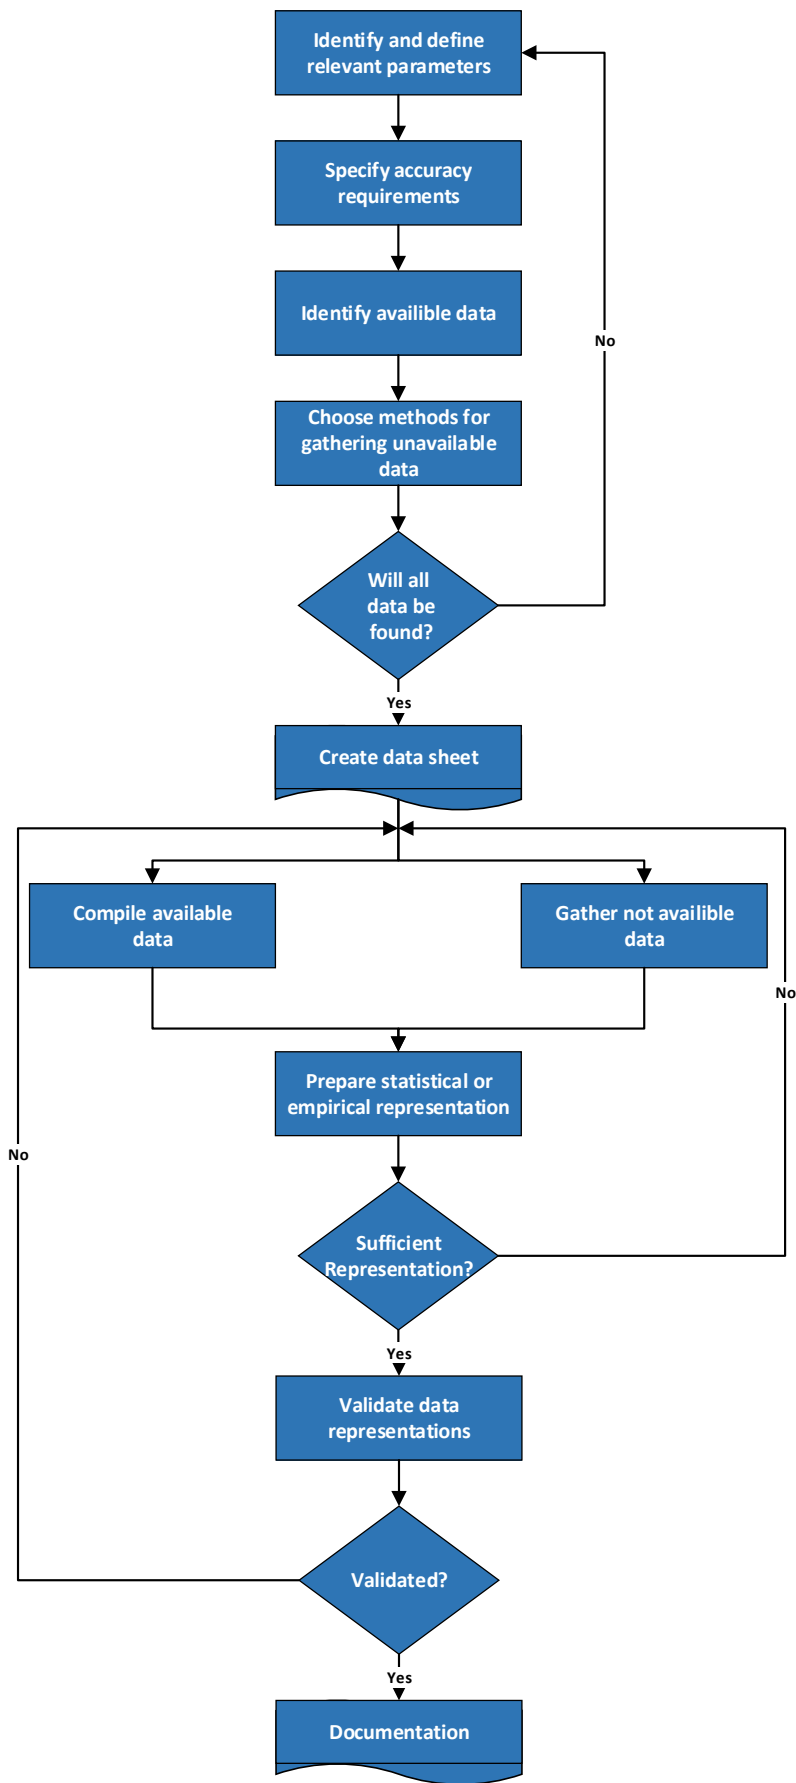 Identify and define
relevant parameters
Specify accuracy
requirements
Identify availible data
No
Choose methods for
gathering unavailable
data
Will all
data be
found?
Yes
Create data sheet
Compile available
data
Gather not availible
data
No
Prepare statistical or
empirical representation
No
Sufficient
Representation?
Yes
Validate data
representations
Validated?
Yes
Documentation